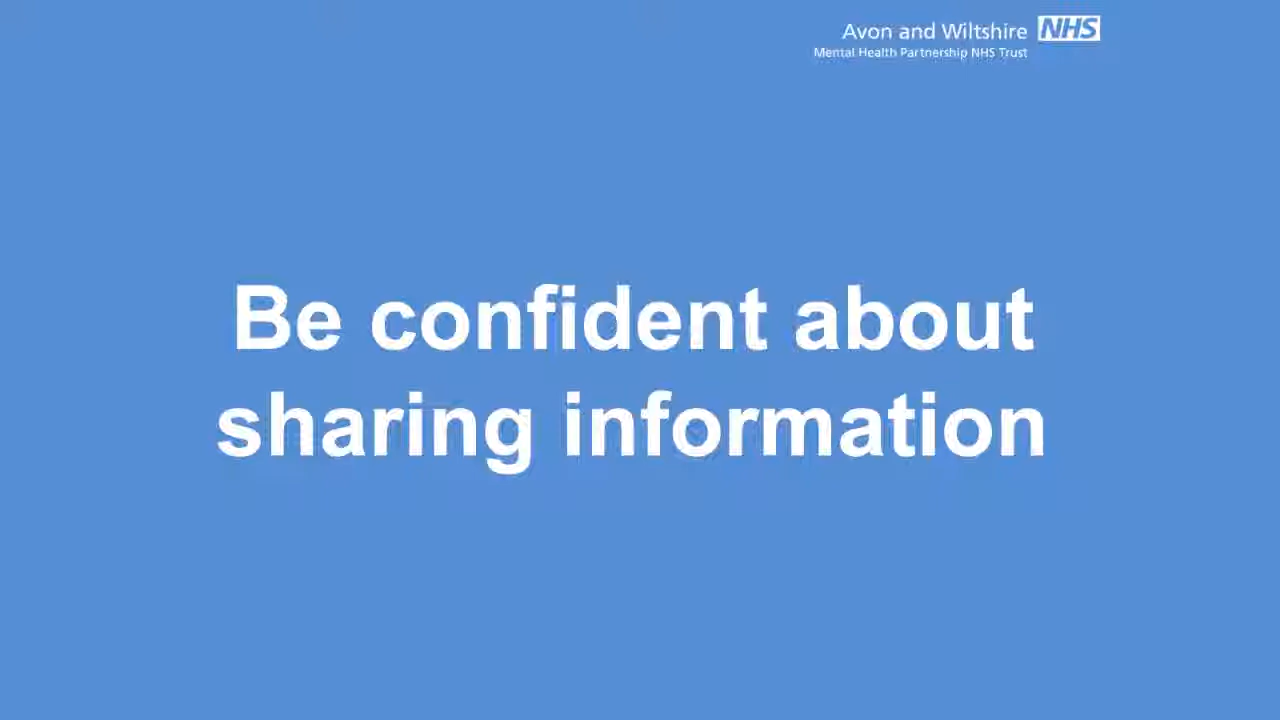 Avon and Wiltshire NHS
Mental Health Partnership NHS Trust
Be confident about
sharing information